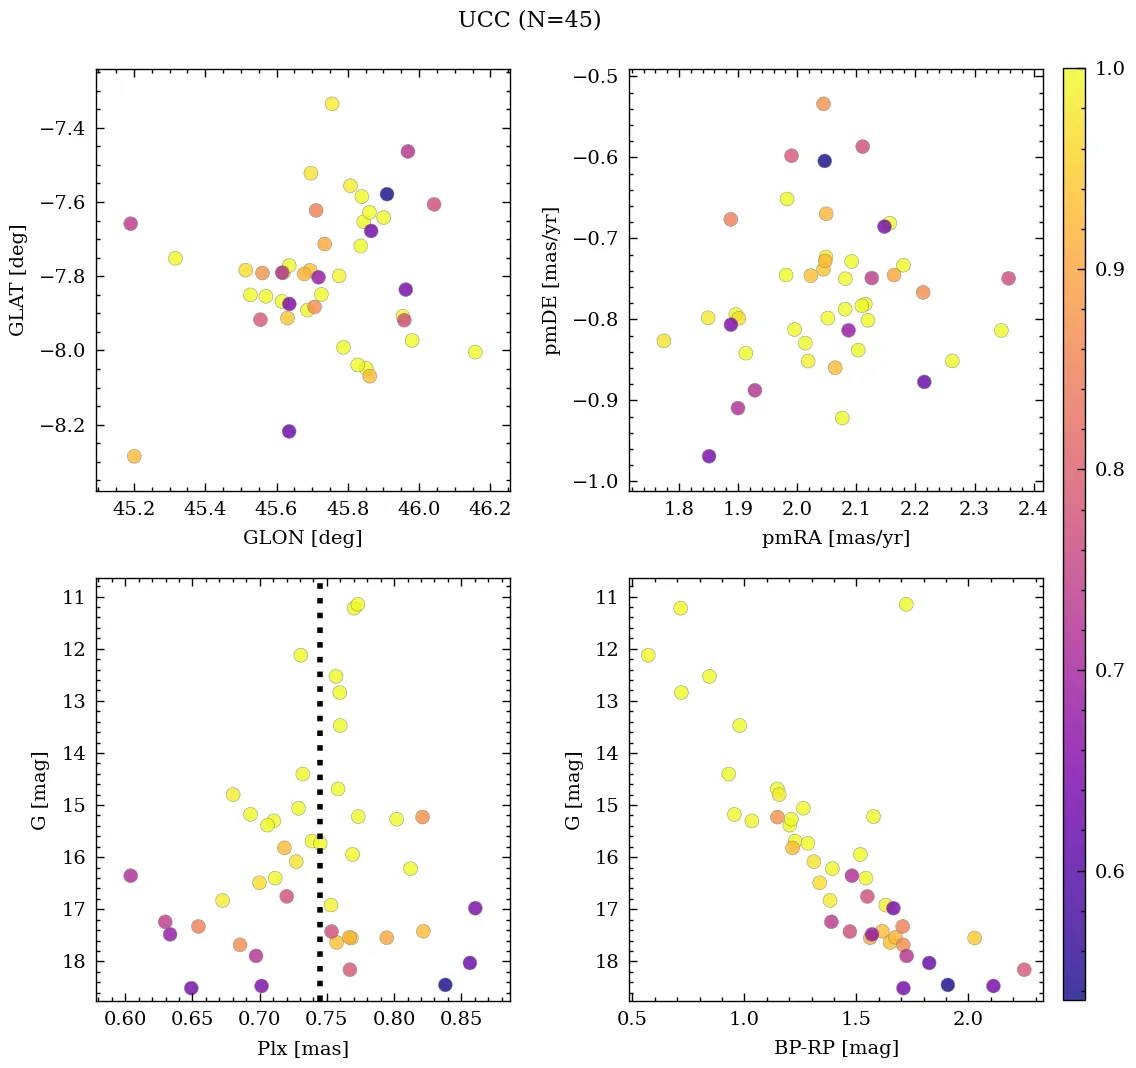 UCC (N=45)
−7.4
−7.6
−7.8
−8.0
−8.2
GLAT [deg]
45.2 45.4 45.6 45.8 46.0 46.2
GLON [deg]
−0.5
−0.6
−0.7
−0.8
−0.9
−1.0
pmDE [mas/yr]
1.8 1.9 2.0 2.1 2.2 2.3 2.4
pmRA [mas/yr]
1.0
0.9
0.8
0.7
0.6
11
12
13
14
15
16
17
18
G [mag]
0.60 0.65 0.70 0.75 0.80 0.85
Plx [mas]
11
12
13
14
15
16
17
18
G [mag]
0.5 1.0 1.5 2.0
BP-RP [mag]